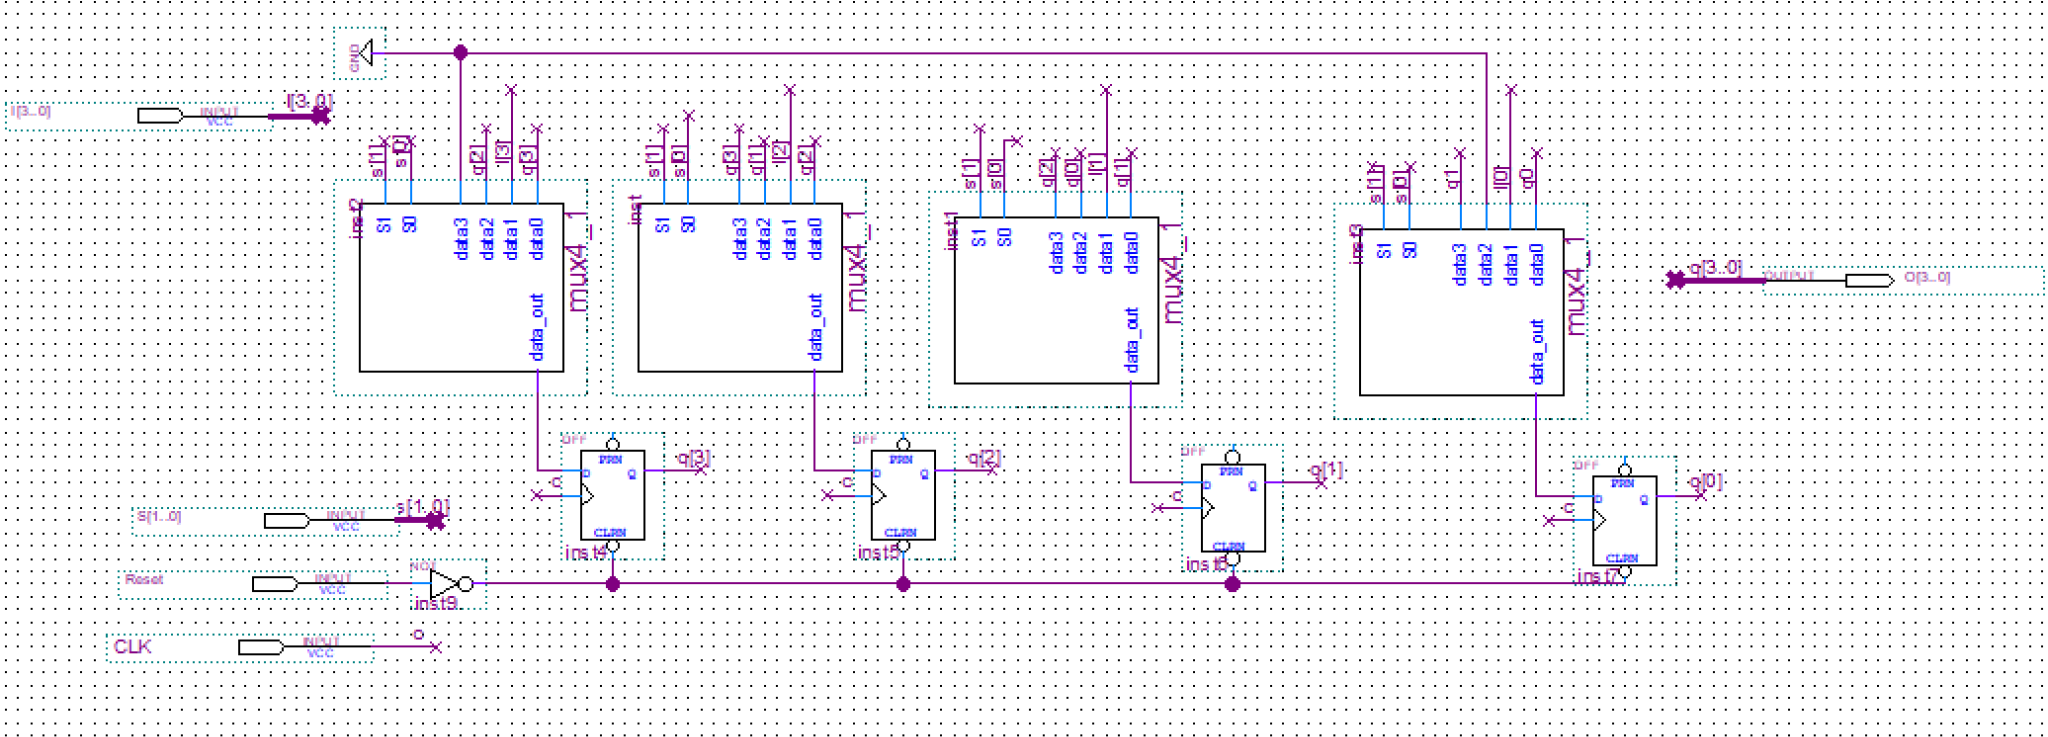 GND
I[3..0] INPUT VCC I[3..0]
s[1] s[0] q[2] I[3] q[3]
s[1] s[0] q[3] q[1] I[2] q[2]
s[1] s[0] q[2] q[0] I[1] q[1]
s[1] s[0] q1 I[0] q0
inst2 S1 S0 data3 data2 data1 data0 mux4_1
data_out
inst S1 S0 data3 data2 data1 data0 mux4_1
data_out
inst1 S1 S0 data3 data2 data1 data0 mux4_1
data_out
inst3 S1 S0 data3 data2 data1 data0 mux4_1
data_out
q[3..0] OUTPUT O[3..0]
DFF PRN D Q CLRN inst4 c q[3]
DFF PRN D Q CLRN inst5 c q[2]
DFF PRN D Q CLRN inst6 c q[1]
DFF PRN D Q CLRN inst7 c q[0]
S[1..0] INPUT VCC s[1..0]
Reset INPUT VCC NOT inst9
CLK INPUT VCC c